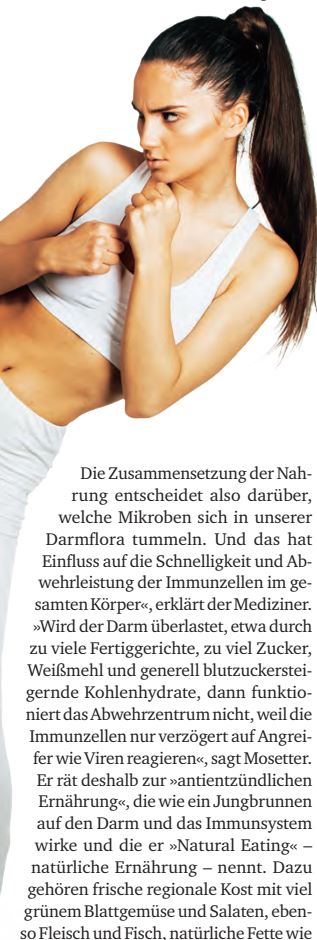 Die Zusammensetzung der Nah-
rung entscheidet also darüber,
welche Mikroben sich in unserer
Darmflora tummeln. Und das hat
Einfluss auf die Schnelligkeit und Ab-
wehrleistung der Immunzellen im ge-
samten Körper«, erklärt der Mediziner.
»Wird der Darm überlastet, etwa durch
zu viele Fertiggerichte, zu viel Zucker,
Weißmehl und generell blutzuckerstei-
gernde Kohlenhydrate, dann funktio-
niert das Abwehrzentrum nicht, weil die
Immunzellen nur verzögert auf Angrei-
fer wie Viren reagieren«, sagt Mosetter.
Er rät deshalb zur »antientzündlichen
Ernährung«, die wie ein Jungbrunnen
auf den Darm und das Immunsystem
wirke und die er »Natural Eating« –
natürliche Ernährung – nennt. Dazu
gehören frische regionale Kost mit viel
grünem Blattgemüse und Salaten, eben-
so Fleisch und Fisch, natürliche Fette wie